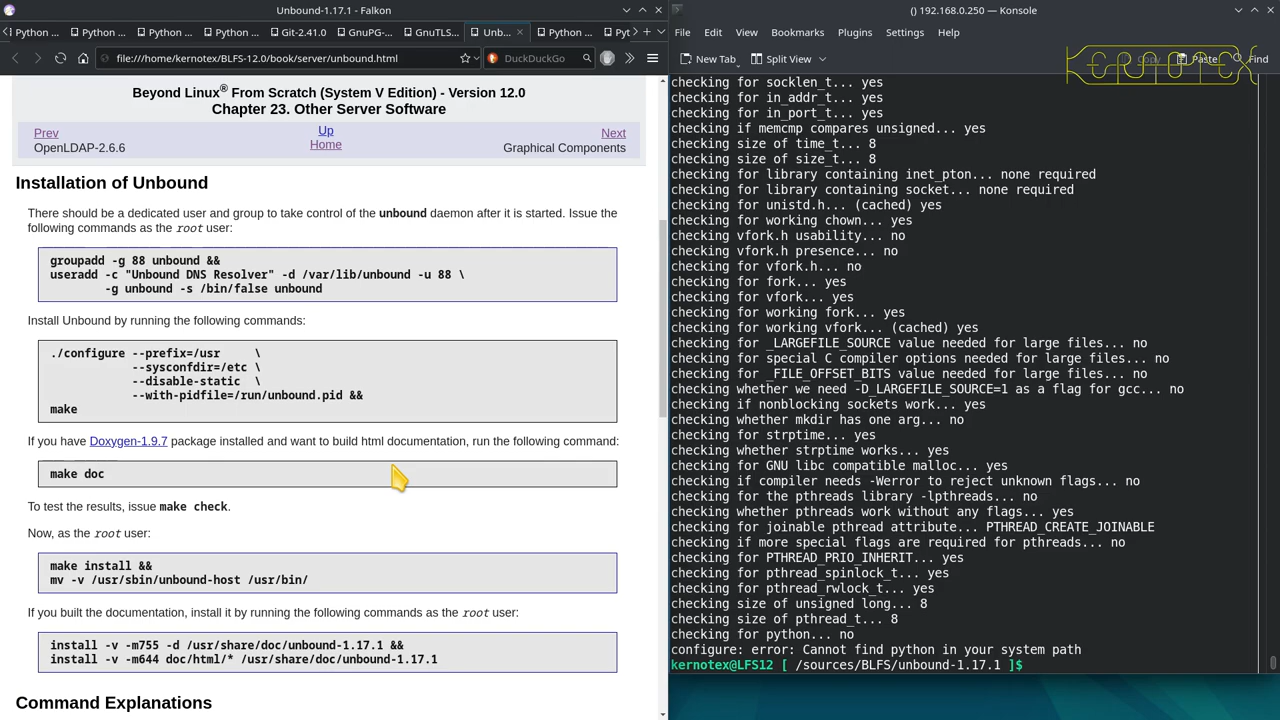 Unbound-1.17.1 - Falkon
Python ... Python ... Python ... Python ... Git-2.41.0 GnuPG-... GnuTLS... Unb... Python ... Pyt
file:///home/kernotex/BLFS-12.0/book/server/unbound.html
DuckDuckGo
Beyond Linux® From Scratch (System V Edition) - Version 12.0
Chapter 23. Other Server Software
Prev Up Next
OpenLDAP-2.6.6 Home Graphical Components
Installation of Unbound
There should be a dedicated user and group to take control of the unbound daemon after it is started. Issue the
following commands as the root user:
groupadd -g 88 unbound &&
useradd -c "Unbound DNS Resolver" -d /var/lib/unbound -u 88 \
-g unbound -s /bin/false unbound
Install Unbound by running the following commands:
./configure --prefix=/usr \
--sysconfdir=/etc \
--disable-static \
--with-pidfile=/run/unbound.pid &&
make
If you have Doxygen-1.9.7 package installed and want to build html documentation, run the following command:
make doc
To test the results, issue make check.
Now, as the root user:
make install &&
mv -v /usr/sbin/unbound-host /usr/bin/
If you built the documentation, install it by running the following commands as the root user:
install -v -m755 -d /usr/share/doc/unbound-1.17.1 &&
install -v -m644 doc/html/* /usr/share/doc/unbound-1.17.1
Command Explanations
() 192.168.0.250 — Konsole
File Edit View Bookmarks Plugins Settings Help
New Tab Split View Copy Paste Find
KERNOTEX
checking for socklen_t... yes
checking for in_addr_t... yes
checking for in_port_t... yes
checking if memcmp compares unsigned... yes
checking size of time_t... 8
checking size of size_t... 8
checking for library containing inet_pton... none required
checking for library containing socket... none required
checking for unistd.h... (cached) yes
checking for working chown... yes
checking vfork.h usability... no
checking vfork.h presence... no
checking for vfork.h... no
checking for fork... yes
checking for vfork... yes
checking for working fork... yes
checking for working vfork... (cached) yes
checking for _LARGEFILE_SOURCE value needed for large files... no
checking for special C compiler options needed for large files... no
checking for _FILE_OFFSET_BITS value needed for large files... no
checking whether we need -D_LARGEFILE_SOURCE=1 as a flag for gcc... no
checking if nonblocking sockets work... yes
checking whether mkdir has one arg... no
checking for strptime... yes
checking whether strptime works... yes
checking for GNU libc compatible malloc... yes
checking if compiler needs -Werror to reject unknown flags... no
checking for the pthreads library -lpthreads... no
checking whether pthreads work without any flags... yes
checking for joinable pthread attribute... PTHREAD_CREATE_JOINABLE
checking if more special flags are required for pthreads... no
checking for PTHREAD_PRIO_INHERIT... yes
checking for pthread_spinlock_t... yes
checking for pthread_rwlock_t... yes
checking size of unsigned long... 8
checking size of pthread_t... 8
checking for python... no
configure: error: Cannot find python in your system path
kernotex@LFS12 [ /sources/BLFS/unbound-1.17.1 ]$